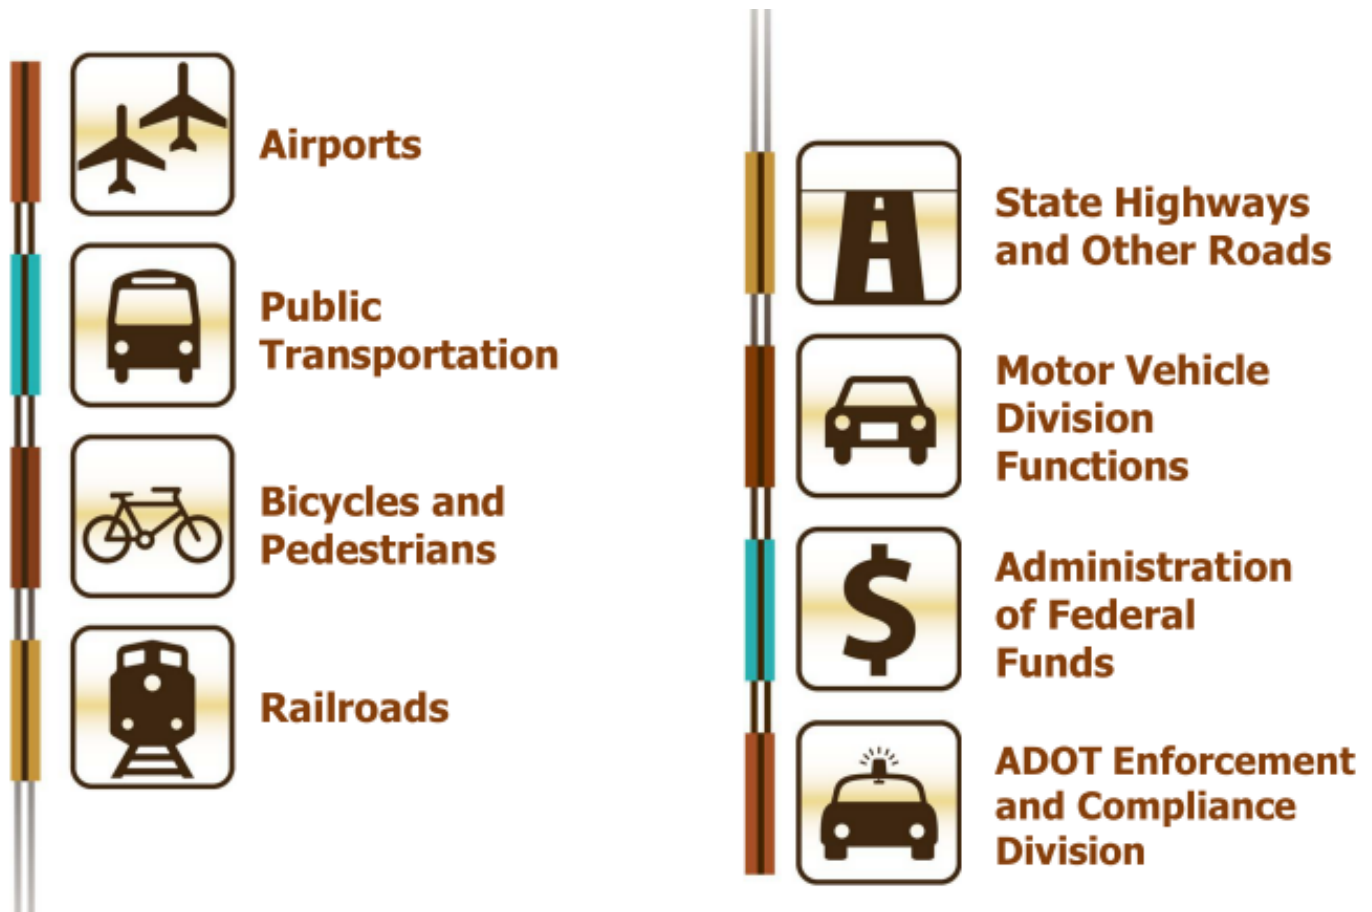 Airports
Public
Transportation
Bicycles and
Pedestrians
Railroads
State Highways
and Other Roads
Motor Vehicle
Division
Functions
Administration
of Federal
Funds
ADOT Enforcement
and Compliance
Division